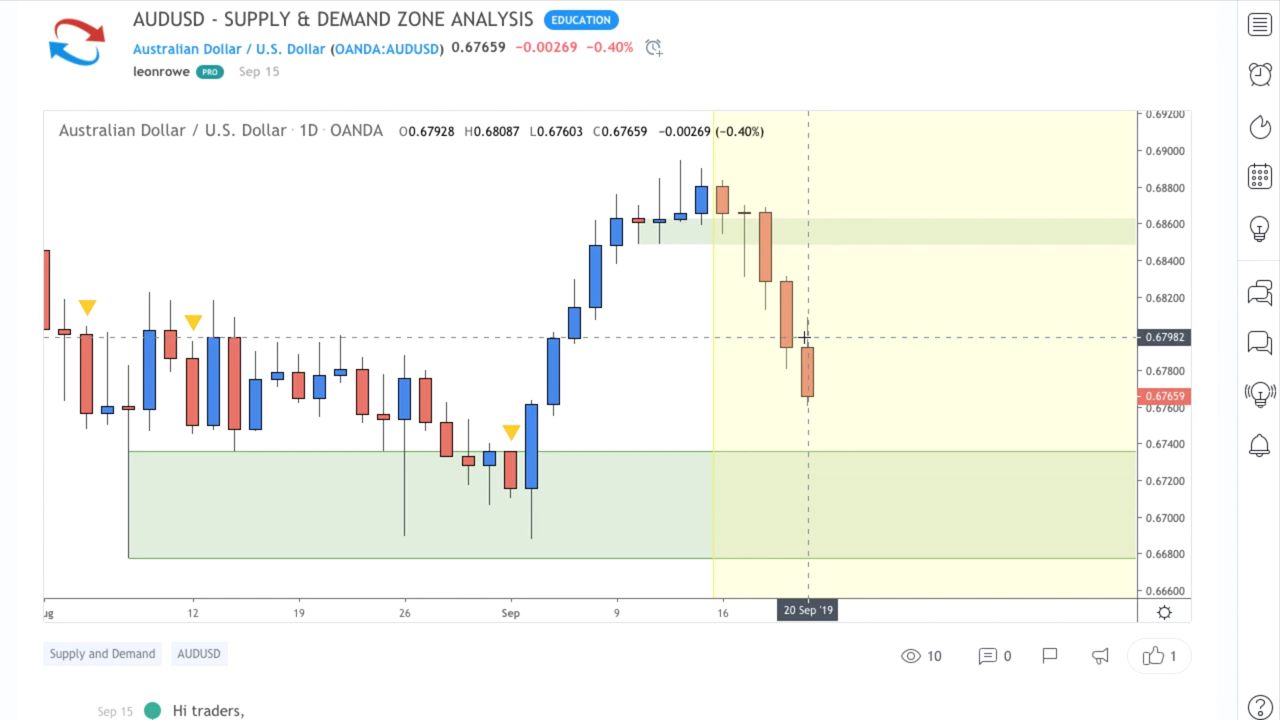 AUDUSD - SUPPLY & DEMAND ZONE ANALYSIS EDUCATION
Australian Dollar / U.S. Dollar (OANDA:AUDUSD) 0.67659 −0.00269 −0.40%
leonrowe PRO Sep 15
Australian Dollar / U.S. Dollar · 1D · OANDA O0.67928 H0.68087 L0.67603 C0.67659 −0.00269 (−0.40%)
0.69200
0.69000
0.68800
0.68600
0.68400
0.68200
0.67982
0.67800
0.67659
0.67600
0.67400
0.67200
0.67000
0.66800
0.66600
ug 12 19 26 Sep 9 16 20 Sep '19
Supply and Demand AUDUSD 10 0 1
Sep 15 Hi traders,